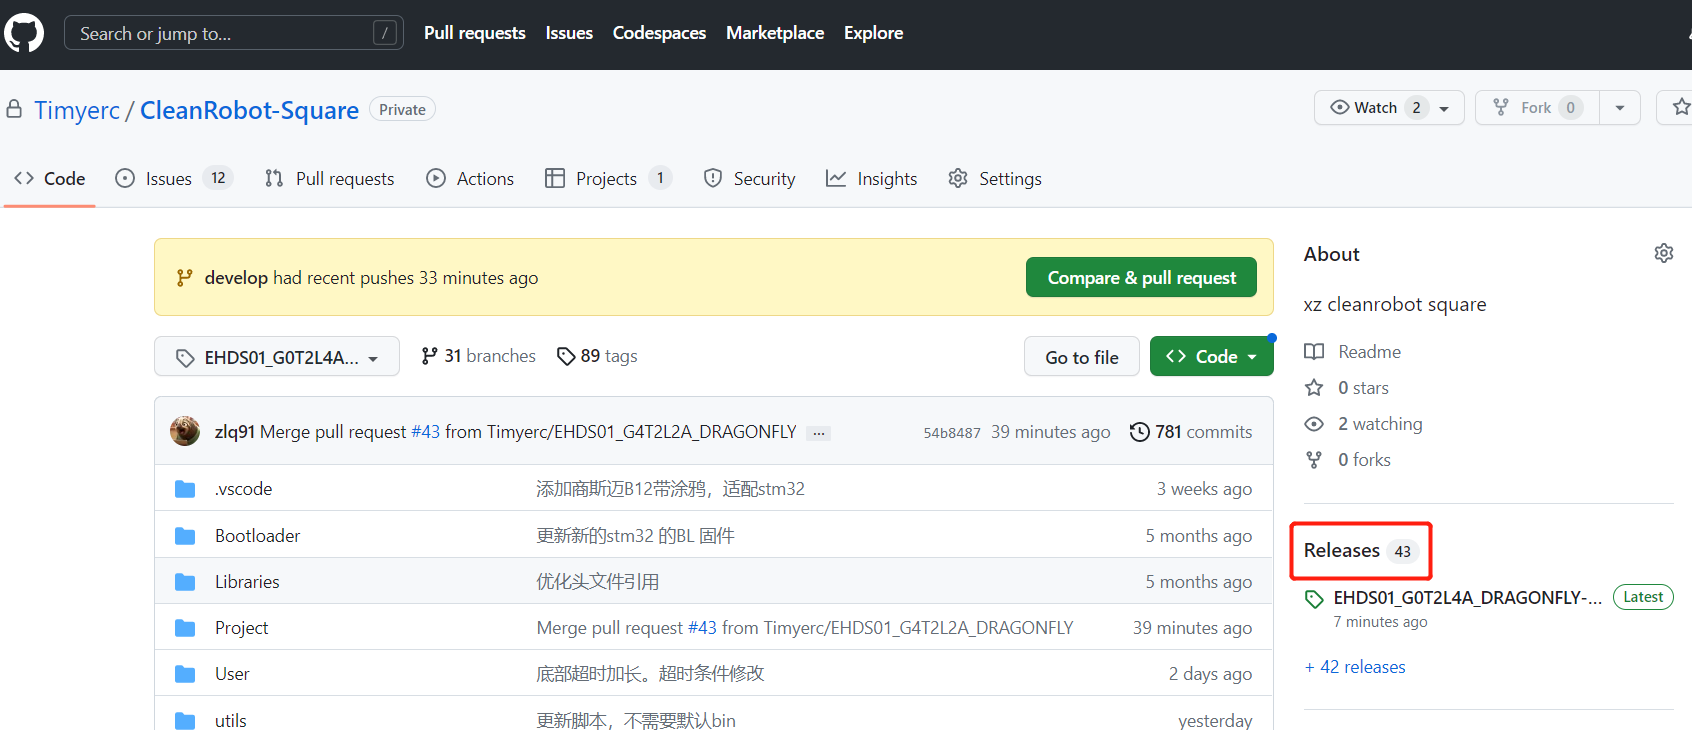 Search or jump to... / Pull requests Issues Codespaces Marketplace Explore
Timyerc / CleanRobot-Square Private Watch 2 Fork 0
Code Issues 12 Pull requests Actions Projects 1 Security Insights Settings
develop had recent pushes 33 minutes ago Compare & pull request
EHDS01_G0T2L4A... 31 branches 89 tags Go to file Code
zlq91 Merge pull request #43 from Timyerc/EHDS01_G4T2L2A_DRAGONFLY ... 54b8487 39 minutes ago 781 commits
.vscode 添加商斯迈B12带涂鸦，适配stm32 3 weeks ago
Bootloader 更新新的stm32 的BL 固件 5 months ago
Libraries 优化头文件引用 5 months ago
Project Merge pull request #43 from Timyerc/EHDS01_G4T2L2A_DRAGONFLY 39 minutes ago
User 底部超时加长。超时条件修改 2 days ago
utils 更新脚本，不需要默认bin yesterday
About
xz cleanrobot square
Readme
0 stars
2 watching
0 forks
Releases 43
EHDS01_G0T2L4A_DRAGONFLY-... Latest
7 minutes ago
+ 42 releases